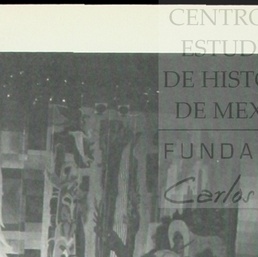 CENTRO
ESTUD
DE HISTO
DE MEX
FUNDA
Carlos